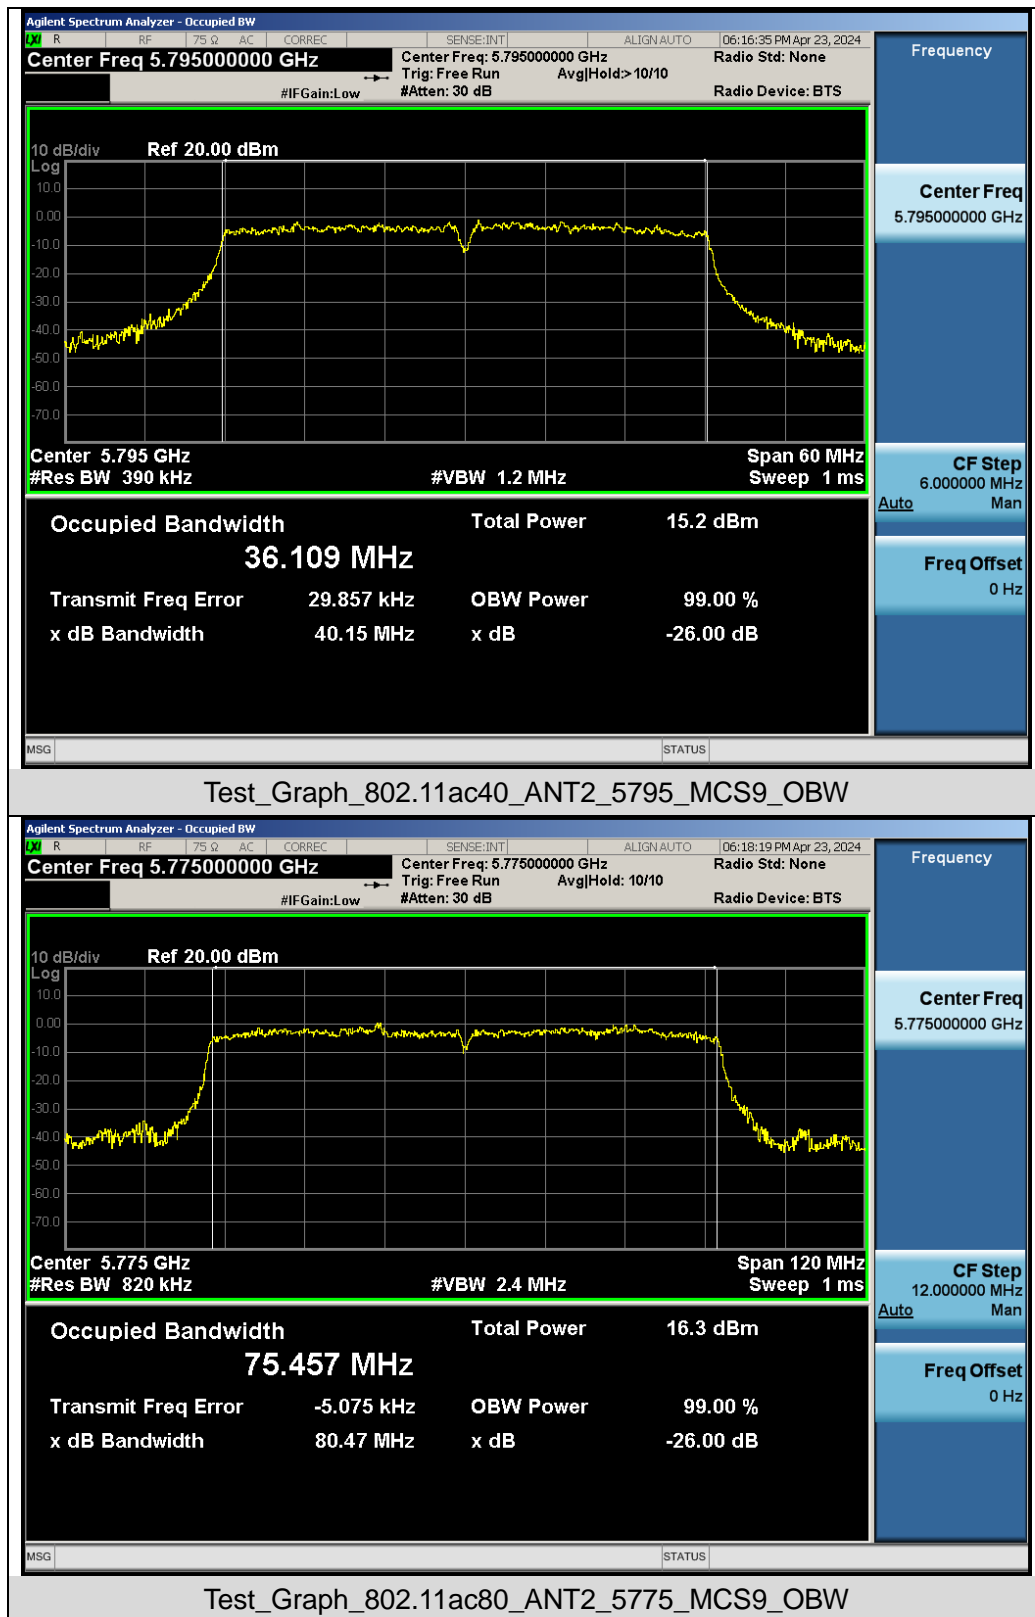 Agilent Spectrum Analyzer - Occupied BW
LXI R RF 75 Ω AC CORREC SENSE:INT ALIGN AUTO 06:16:35 PM Apr 23, 2024
Center Freq 5.795000000 GHz Center Freq: 5.795000000 GHz Radio Std: None
Trig: Free Run Avg|Hold:> 10/10
#IFGain:Low #Atten: 30 dB Radio Device: BTS
10 dB/div Ref 20.00 dBm
Log
10.0
0.00
-10.0
-20.0
-30.0
-40.0
-50.0
-60.0
-70.0
Center 5.795 GHz Span 60 MHz
#Res BW 390 kHz #VBW 1.2 MHz Sweep 1 ms
Occupied Bandwidth Total Power 15.2 dBm
36.109 MHz
Transmit Freq Error 29.857 kHz OBW Power 99.00 %
x dB Bandwidth 40.15 MHz x dB -26.00 dB
MSG STATUS
Frequency
Center Freq
5.795000000 GHz
CF Step
6.000000 MHz
Auto Man
Freq Offset
0 Hz
Test_Graph_802.11ac40_ANT2_5795_MCS9_OBW
Agilent Spectrum Analyzer - Occupied BW
LXI R RF 75 Ω AC CORREC SENSE:INT ALIGN AUTO 06:18:19 PM Apr 23, 2024
Center Freq 5.775000000 GHz Center Freq: 5.775000000 GHz Radio Std: None
Trig: Free Run Avg|Hold: 10/10
#IFGain:Low #Atten: 30 dB Radio Device: BTS
10 dB/div Ref 20.00 dBm
Log
10.0
0.00
-10.0
-20.0
-30.0
-40.0
-50.0
-60.0
-70.0
Center 5.775 GHz Span 120 MHz
#Res BW 820 kHz #VBW 2.4 MHz Sweep 1 ms
Occupied Bandwidth Total Power 16.3 dBm
75.457 MHz
Transmit Freq Error -5.075 kHz OBW Power 99.00 %
x dB Bandwidth 80.47 MHz x dB -26.00 dB
MSG STATUS
Frequency
Center Freq
5.775000000 GHz
CF Step
12.000000 MHz
Auto Man
Freq Offset
0 Hz
Test_Graph_802.11ac80_ANT2_5775_MCS9_OBW